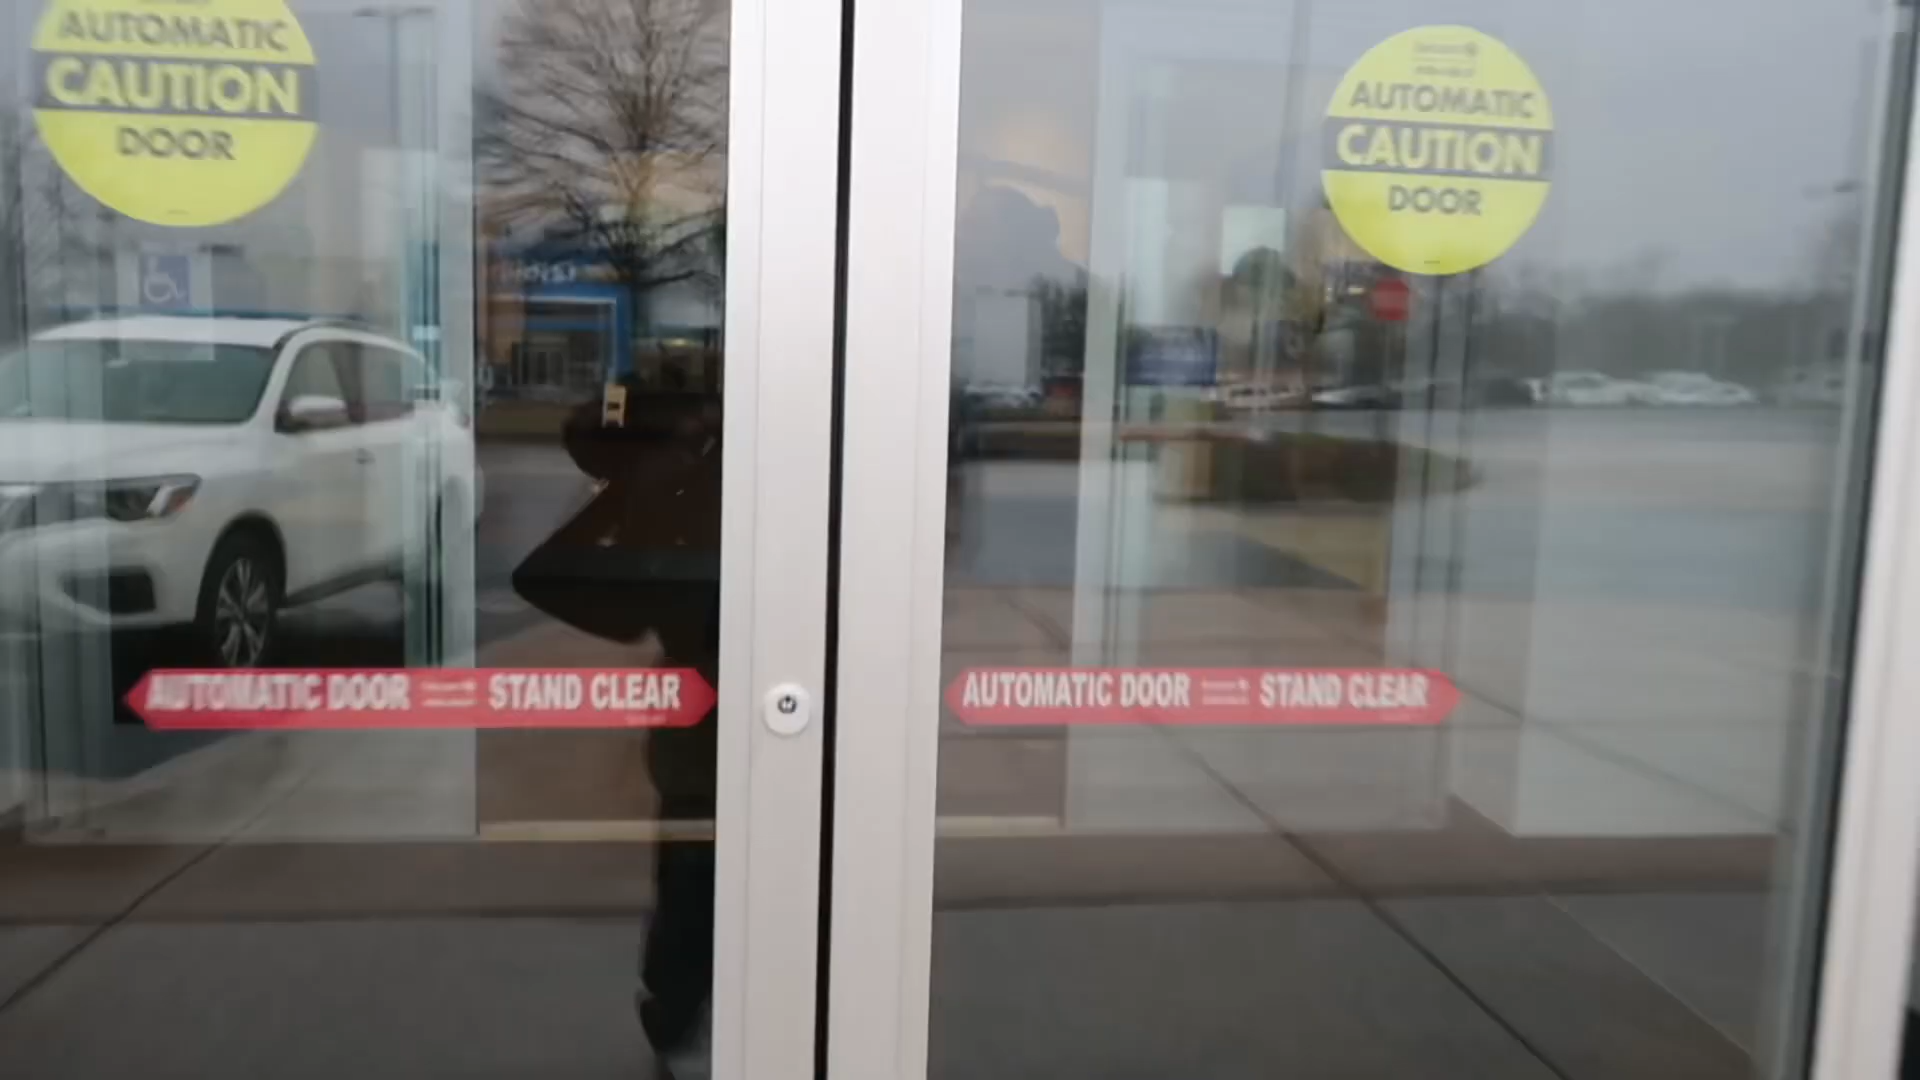 AUTOMATIC
CAUTION
DOOR
AUTOMATIC
CAUTION
DOOR
AUTOMATIC DOOR STAND CLEAR
AUTOMATIC DOOR STAND CLEAR